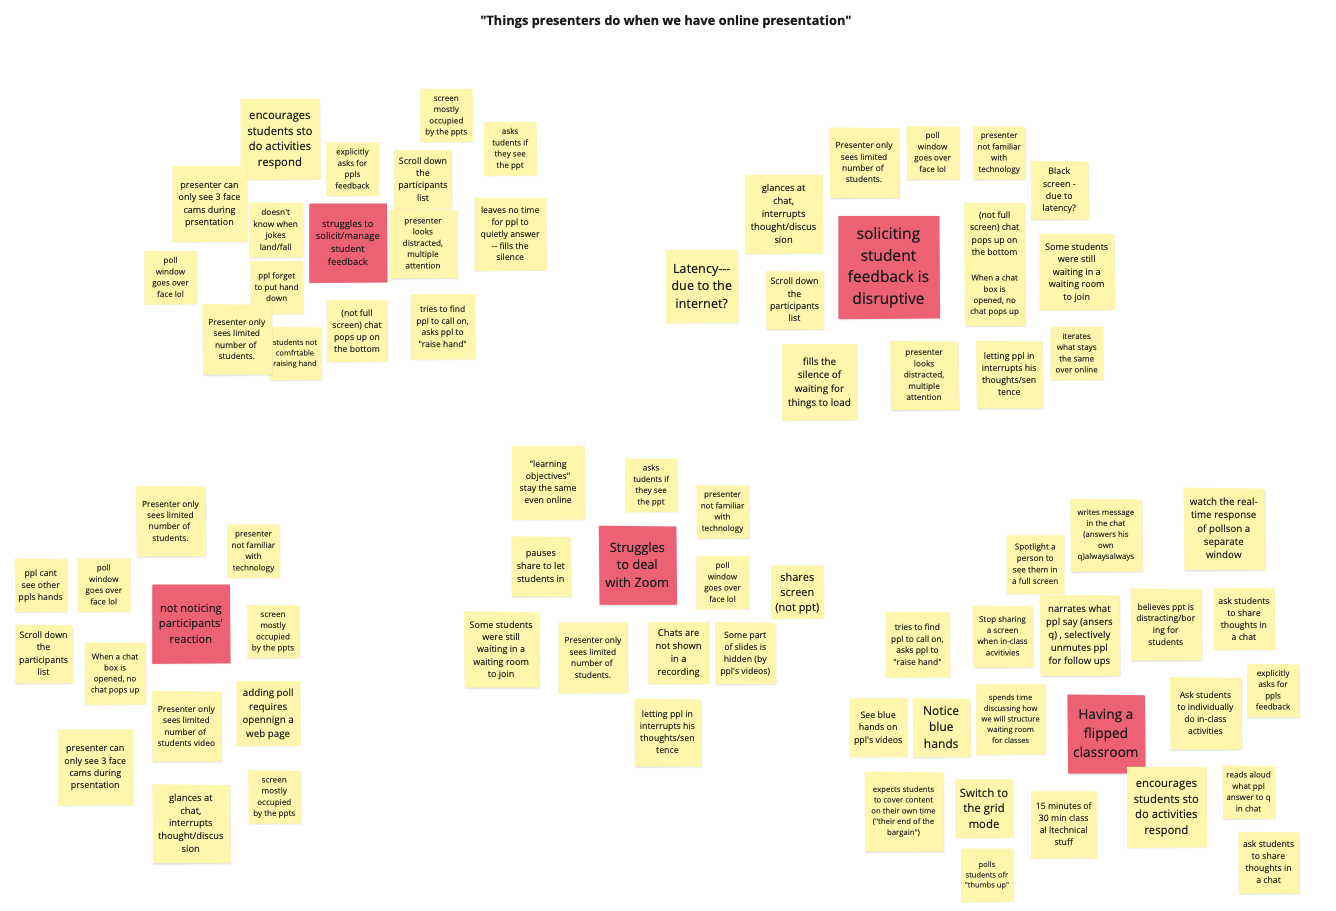 "Things presenters do when we have online presentation"
screen
mostly
occupied
by the ppts
encourages
students sto
do activities
respond
asks
tudents if
they see
the ppt
explicitly
asks for
ppls
feedback
Scroll down
the
participants
list
presenter can
only see 3 face
cams during
prsentation
doesn't
know when
jokes
land/fall
struggles to
solicit/manage
student
feedback
presenter
looks
distracted,
multiple
attention
leaves no time
for ppl to
quietly answer
-- fills the
silence
poll
window
goes over
face lol
ppl forget
to put hand
down
Presenter only
sees limited
number of
students.
students not
comfrtable
raising hand
(not full
screen) chat
pops up on
the bottom
tries to find
ppl to call on,
asks ppl to
"raise hand"
Presenter only
sees limited
number of
students.
poll
window
goes over
face lol
presenter
not familiar
with
technology
Black
screen -
due to
latency?
glances at
chat,
interrupts
thought/discus
sion
soliciting
student
feedback is
disruptive
(not full
screen) chat
pops up on
the bottom
When a chat
box is
opened, no
chat pops up
Some students
were still
waiting in a
waiting room
to join
Latency---
due to the
internet?
Scroll down
the
participants
list
fills the
silence of
waiting for
things to load
presenter
looks
distracted,
multiple
attention
letting ppl in
interrupts his
thoughts/sen
tence
iterates
what stays
the same
over online
Presenter only
sees limited
number of
students.
presenter
not familiar
with
technology
ppl cant
see other
ppls hands
poll
window
goes over
face lol
not noticing
participants'
reaction
screen
mostly
occupied
by the ppts
Scroll down
the
participants
list
When a chat
box is
opened, no
chat pops up
Presenter only
sees limited
number of
students video
adding poll
requires
opennign a
web page
presenter can
only see 3 face
cams during
prsentation
glances at
chat,
interrupts
thought/discus
sion
screen
mostly
occupied
by the ppts
"learning
objectives"
stay the same
even online
asks
tudents if
they see
the ppt
presenter
not familiar
with
technology
pauses
share to let
students in
Struggles
to deal
with Zoom
poll
window
goes over
face lol
shares
screen
(not ppt)
Some students
were still
waiting in a
waiting room
to join
Presenter only
sees limited
number of
students.
Chats are
not shown
in a
recording
Some part
of slides is
hidden (by
ppl's videos)
letting ppl in
interrupts his
thoughts/sen
tence
watch the real-
time response
of pollson a
separate
window
writes message
in the chat
(answers his
own
q)alwaysalways
Spotlight a
person to
see them in
a full screen
tries to find
ppl to call on,
asks ppl to
"raise hand"
Stop sharing
a screen
when in-class
acvitivies
narrates what
ppl say (ansers
q) , selectively
unmutes ppl
for follow ups
believes ppt is
distracting/bor
ing for
students
ask students
to share
thoughts in
a chat
explicitly
asks for
ppls
feedback
See blue
hands on
ppl's videos
Notice
blue
hands
spends time
discussing how
we will structure
waiting room
for classes
Having a
flipped
classroom
Ask students
to individually
do in-class
activities
expects students
to cover content
on their own time
("their end of the
bargain")
Switch to
the grid
mode
15 minutes of
30 min class
al ltechnical
stuff
encourages
students sto
do activities
respond
reads aloud
what ppl
answer to q
in chat
polls
students ofr
"thumbs up"
ask students
to share
thoughts in
a chat